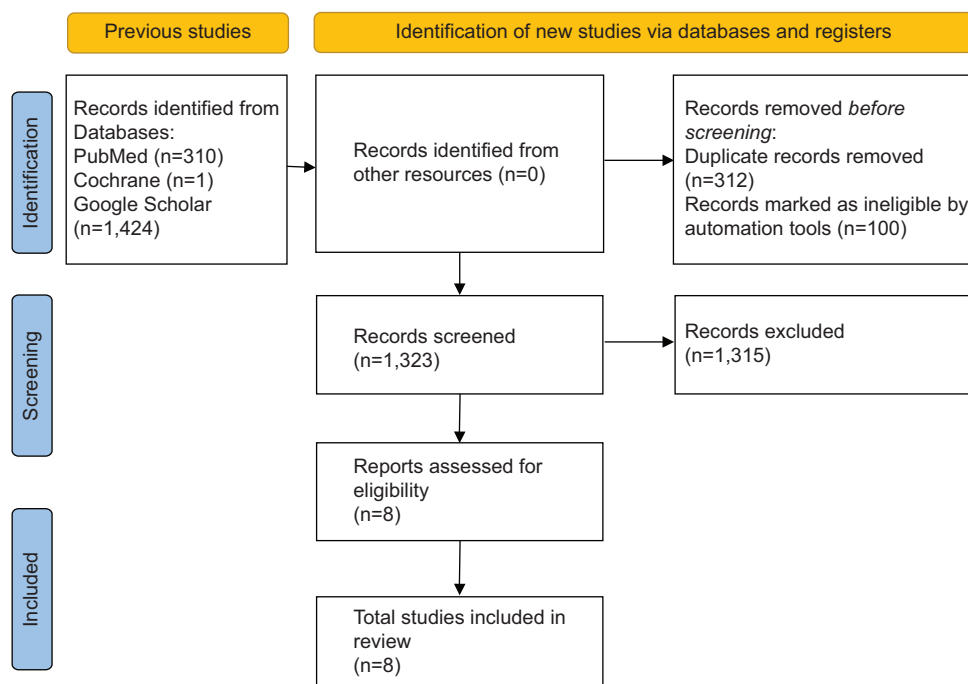 Previous studies
Identification of new studies via databases and registers
Identification
Records identified from
Databases:
PubMed (n=310)
Cochrane (n=1)
Google Scholar
(n=1,424)
Records identified from
other resources (n=0)
Records removed before
screening:
Duplicate records removed
(n=312)
Records marked as ineligible by
automation tools (n=100)
Screening
Records screened
(n=1,323)
Records excluded
(n=1,315)
Reports assessed for
eligibility
(n=8)
Included
Total studies included in
review
(n=8)